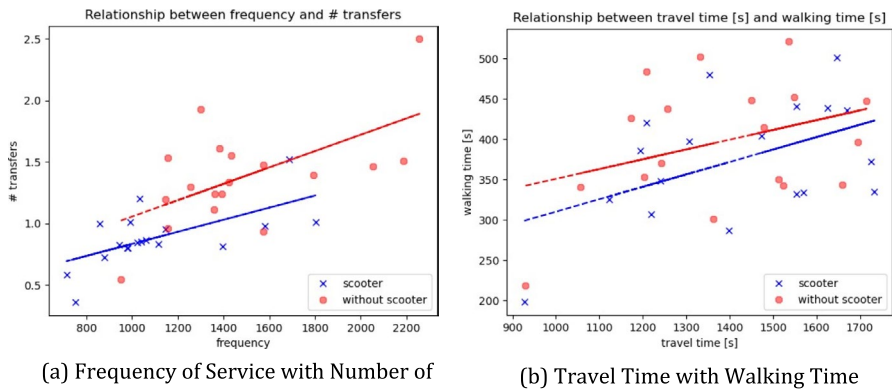 Relationship between frequency and # transfers
2.5
2.0
1.5
1.0
0.5
# transfers
800 1000 1200 1400 1600 1800 2000 2200
frequency
scooter
without scooter
(a) Frequency of Service with Number of
Relationship between travel time [s] and walking time [s]
500
450
400
350
300
250
200
walking time [s]
900 1000 1100 1200 1300 1400 1500 1600 1700
travel time [s]
scooter
without scooter
(b) Travel Time with Walking Time